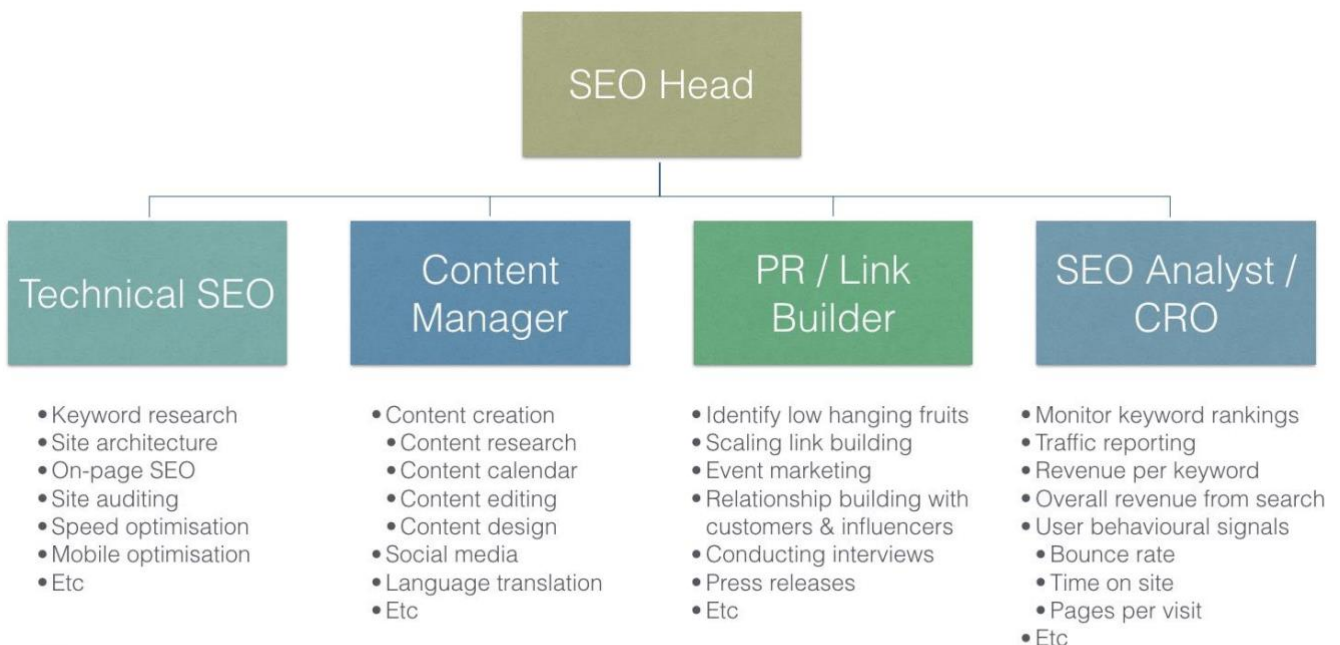 SEO Head
Technical SEO
Content
Manager
PR / Link
Builder
SEO Analyst /
CRO
• Keyword research
• Site architecture
• On-page SEO
• Site auditing
• Speed optimisation
• Mobile optimisation
• Etc
• Content creation
• Content research
• Content calendar
• Content editing
• Content design
• Social media
• Language translation
• Etc
• Identify low hanging fruits
• Scaling link building
• Event marketing
• Relationship building with
customers & influencers
• Conducting interviews
• Press releases
• Etc
• Monitor keyword rankings
• Traffic reporting
• Revenue per keyword
• Overall revenue from search
• User behavioural signals
• Bounce rate
• Time on site
• Pages per visit
• Etc